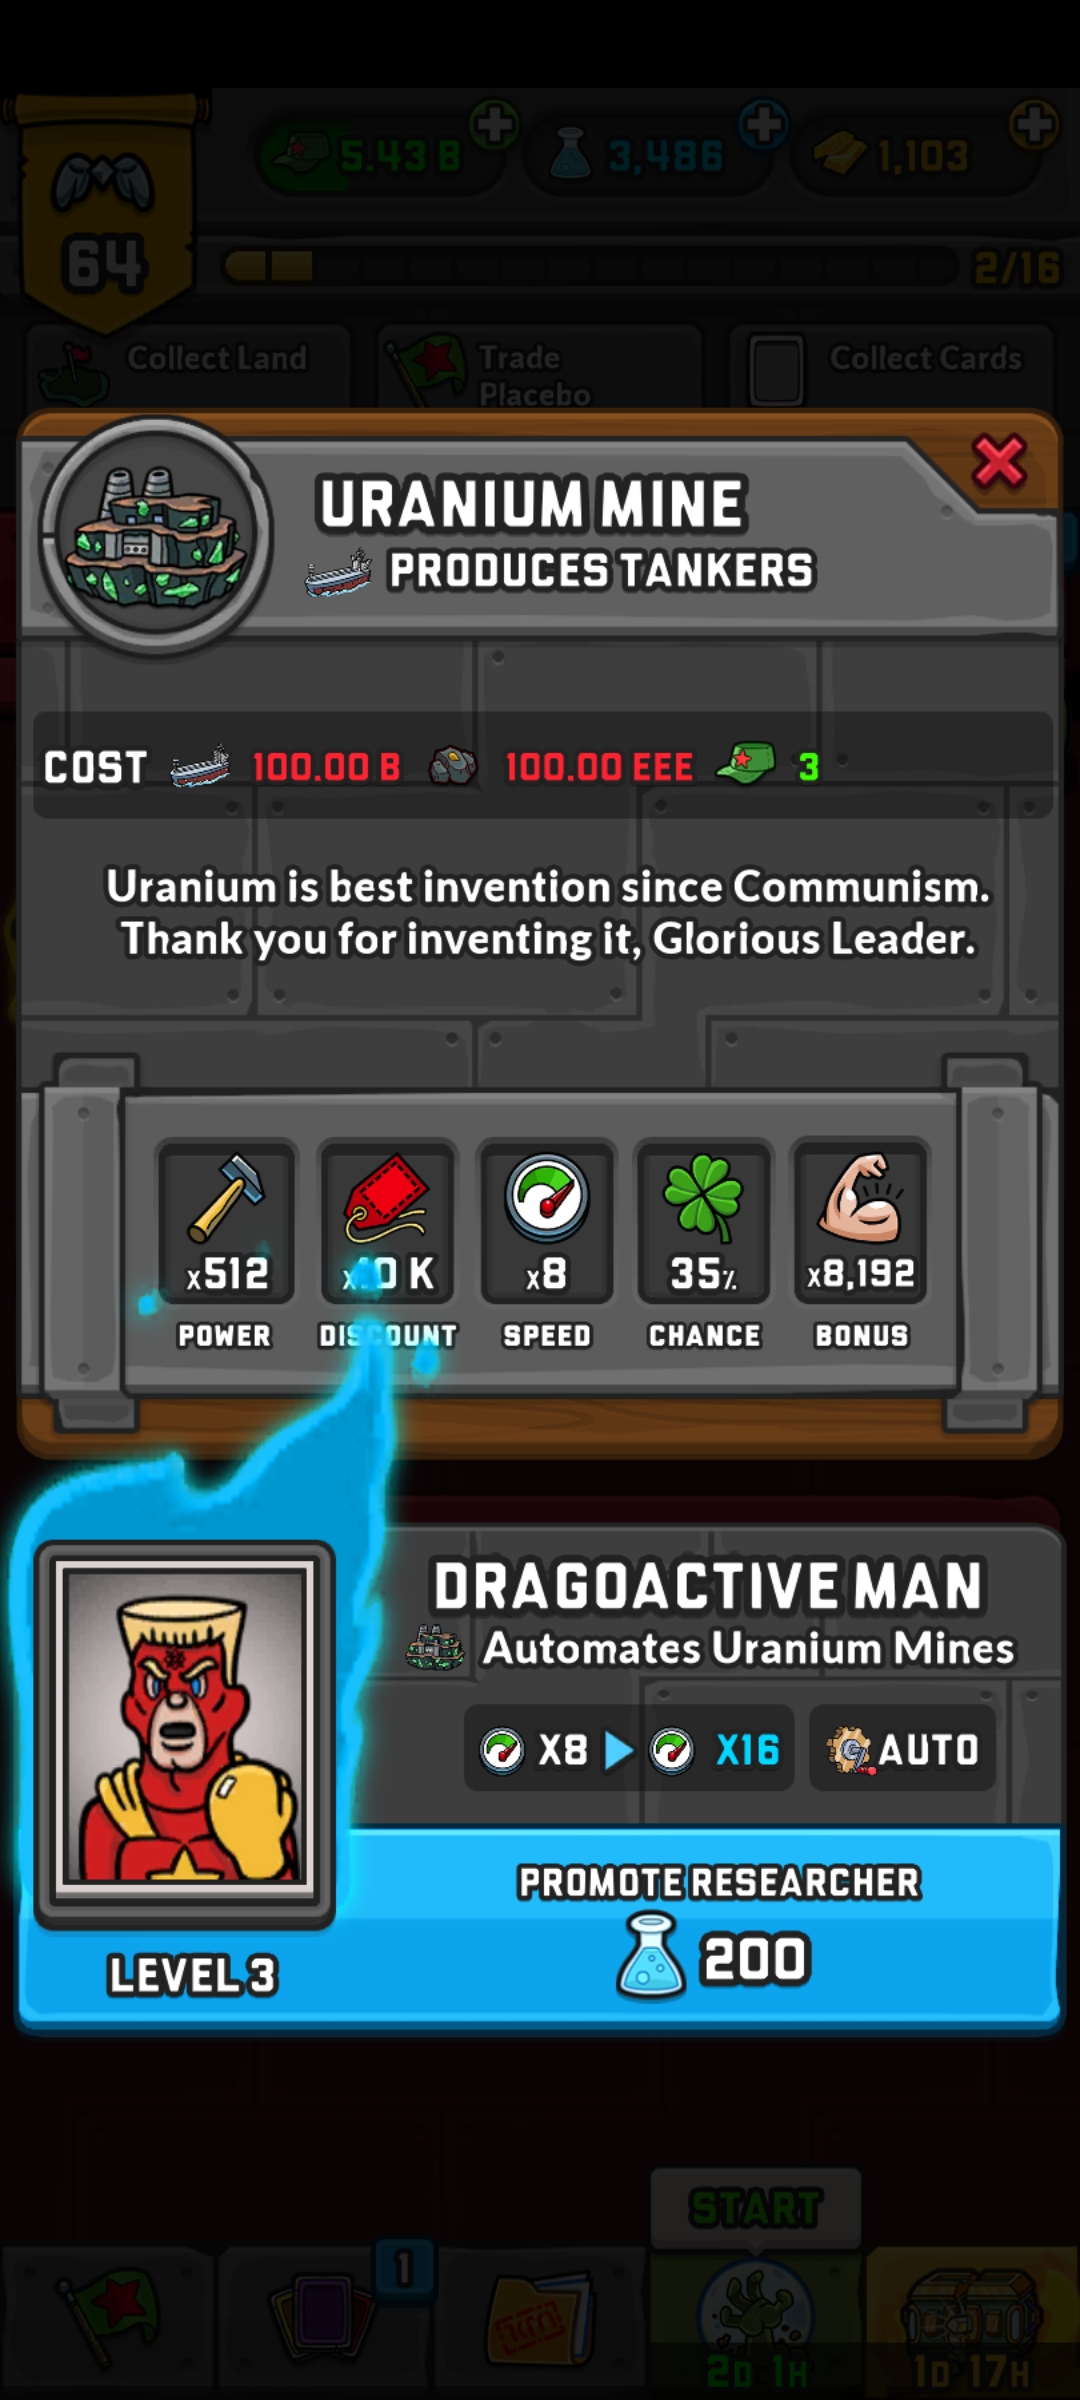 5.43 B
3,486
1,103
64
2/16
Collect Land
Trade
Placebo
Collect Cards
URANIUM MINE
PRODUCES TANKERS
COST 100.00 B 100.00 EEE 3
Uranium is best invention since Communism.
Thank you for inventing it, Glorious Leader.
x512
x10 K
x8
35%
x8,192
POWER
DISCOUNT
SPEED
CHANCE
BONUS
DRAGOACTIVE MAN
Automates Uranium Mines
X8 X16 AUTO
PROMOTE RESEARCHER
200
LEVEL 3
START
1
2D 1H
1D 17H